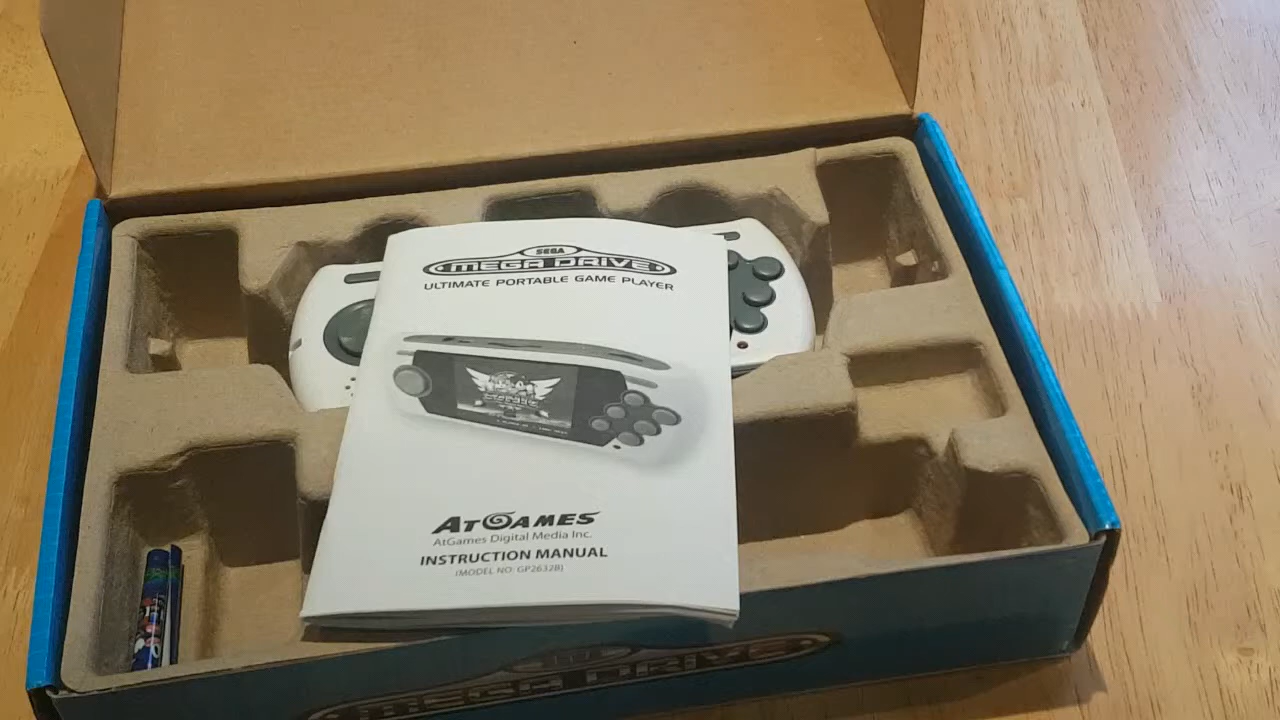 SEGA
MEGA DRIVE
ULTIMATE PORTABLE GAME PLAYER
ATGAMES
AtGames Digital Media Inc.
INSTRUCTION MANUAL
(MODEL NO: GP2632B)
MEGA DRIVE